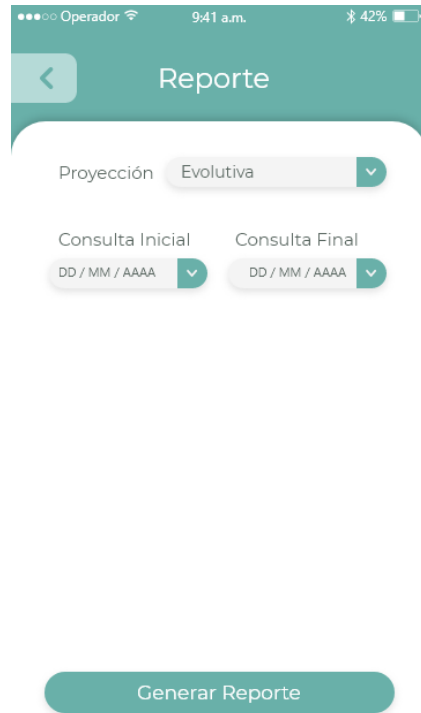 Operador 9:41 a.m. 42%
Reporte
Proyección Evolutiva
Consulta Inicial Consulta Final
DD / MM / AAAA DD / MM / AAAA
Generar Reporte